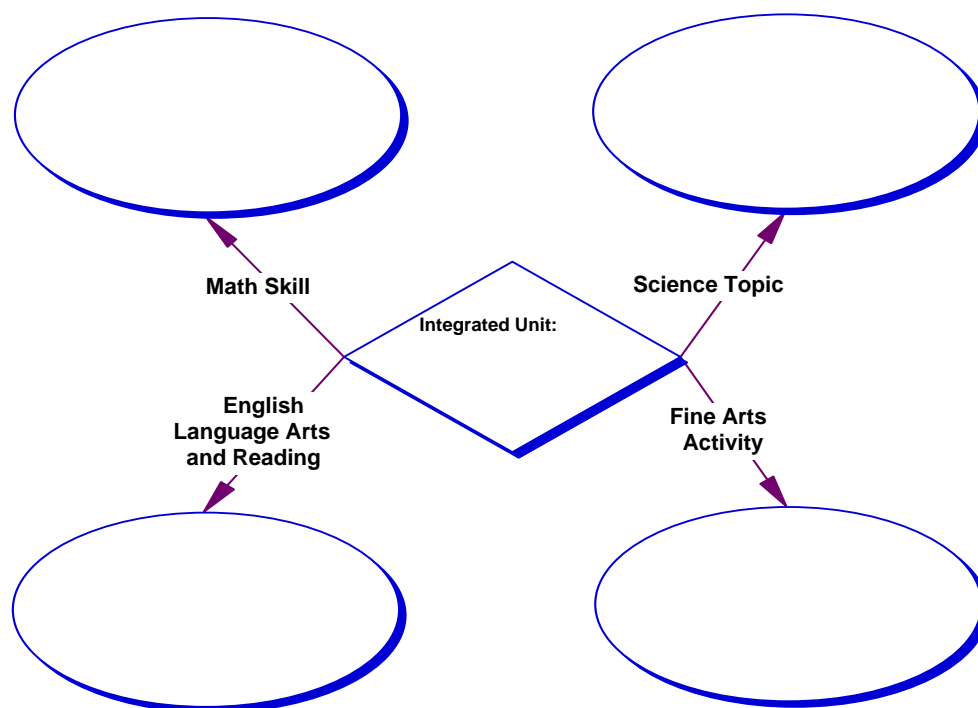 Math Skill
Science Topic
Integrated Unit:
English
Language Arts
and Reading
Fine Arts
Activity